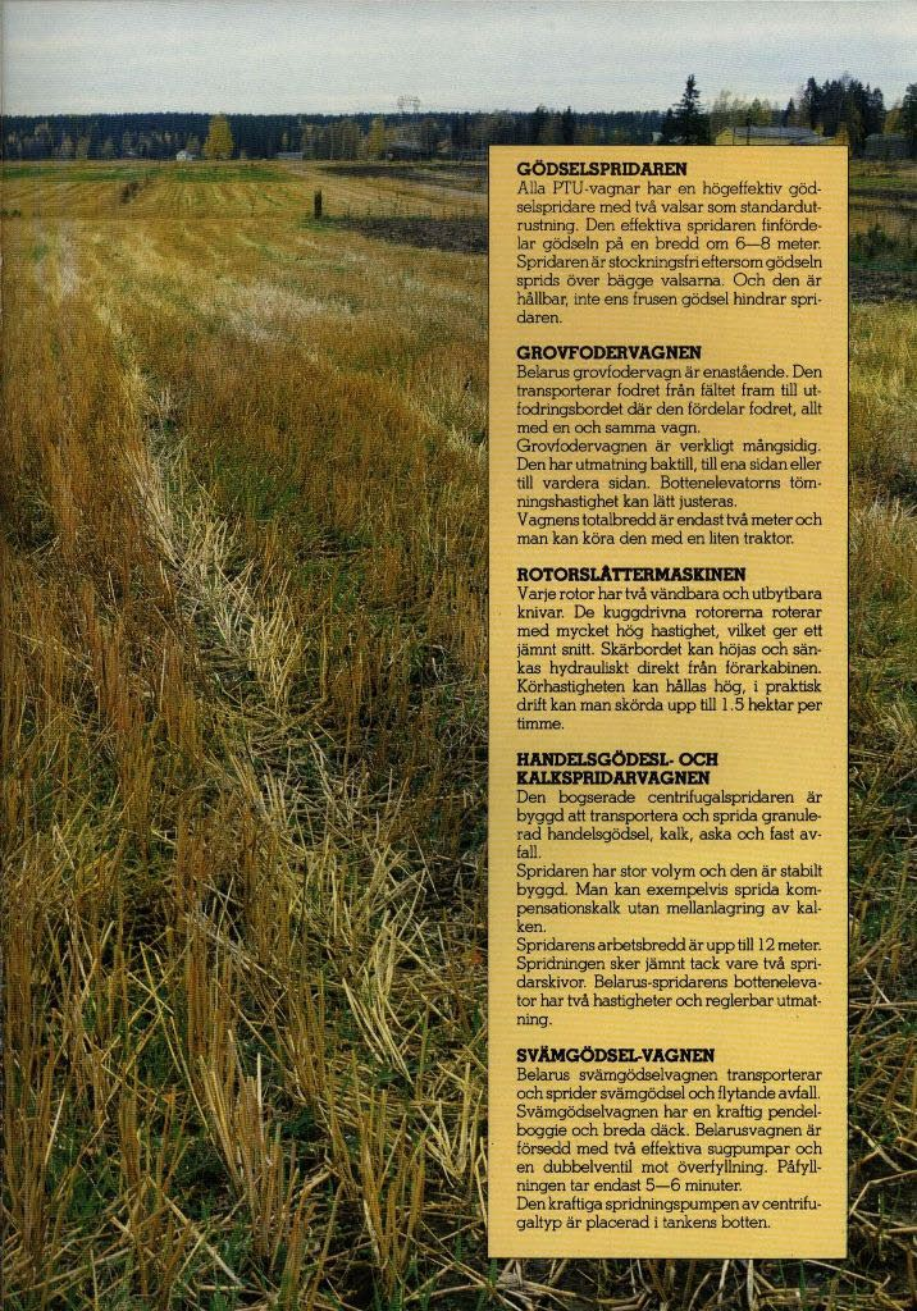 GÖDSELSPRIDAREN
Alla PTU-vagnar har en högeffektiv göd-
selspridare med två valsar som standardut-
rustning. Den effektiva spridaren finförde-
lar gödseln på en bredd om 6—8 meter.
Spridaren är stockningsfri eftersom gödseln
sprids över bägge valsarna. Och den är
hållbar, inte ens frusen gödsel hindrar spri-
daren.
GROVFODERVAGNEN
Belarus grovfodervagn är enastående. Den
transporterar fodret från fältet fram till ut-
fodringsbordet där den fördelar fodret, allt
med en och samma vagn.
Grovfodervagnen är verkligt mångsidig.
Den har utmatning baktill, till ena sidan eller
till vardera sidan. Bottenelevatorns töm-
ningshastighet kan lätt justeras.
Vagnens totalbredd är endast två meter och
man kan köra den med en liten traktor.
ROTORSLÅTTERMASKINEN
Varje rotor har två vändbara och utbytbara
knivar. De kuggdrivna rotorerna roterar
med mycket hög hastighet, vilket ger ett
jämnt snitt. Skärbordet kan höjas och sän-
kas hydrauliskt direkt från förarkabinen.
Körhastigheten kan hållas hög, i praktisk
drift kan man skörda upp till 1.5 hektar per
timme.
HANDELSGÖDESL- OCH
KALKSPRIDARVAGNEN
Den bogserade centrifugalspridaren är
byggd att transportera och sprida granule-
rad handelsgödsel, kalk, aska och fast av-
fall.
Spridaren har stor volym och den är stabilt
byggd. Man kan exempelvis sprida kom-
pensationskalk utan mellanlagring av kal-
ken.
Spridarens arbetsbredd är upp till 12 meter.
Spridningen sker jämnt tack vare två spri-
darskivor. Belarus-spridarens botteneleva-
tor har två hastigheter och reglerbar utmat-
ning.
SVÄMGÖDSEL-VAGNEN
Belarus svämgödselvagnen transporterar
och sprider svämgödsel och flytande avfall.
Svämgödselvagnen har en kraftig pendel-
boggie och breda däck. Belarusvagnen är
försedd med två effektiva sugpumpar och
en dubbelventil mot överfyllning. Påfyll-
ningen tar endast 5—6 minuter.
Den kraftiga spridningspumpen av centrifu-
galtyp är placerad i tankens botten.